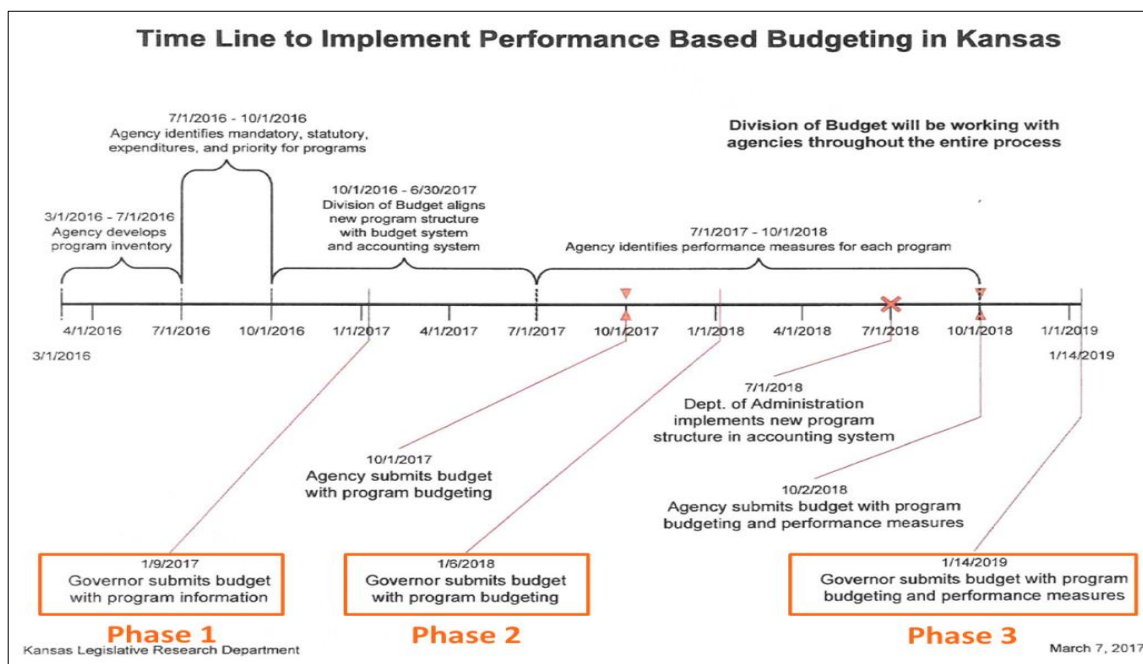 Time Line to Implement Performance Based Budgeting in Kansas
7/1/2016 - 10/1/2016
Agency identifies mandatory, statutory,
expenditures, and priority for programs
Division of Budget will be working with
agencies throughout the entire process
10/1/2016 - 6/30/2017
Division of Budget aligns
new program structure
with budget system
and accounting system
3/1/2016 - 7/1/2016
Agency develops
program inventory
7/1/2017 - 10/1/2018
Agency identifies performance measures for each program
4/1/2016 7/1/2016 10/1/2016 1/1/2017 4/1/2017 7/1/2017 10/1/2017 1/1/2018 4/1/2018 7/1/2018 10/1/2018 1/1/2019
3/1/2016 1/14/2019
7/1/2018
Dept. of Administration
implements new program
structure in accounting system
10/1/2017
Agency submits budget
with program budgeting
10/2/2018
Agency submits budget with program
budgeting and performance measures
1/9/2017
Governor submits budget
with program information
1/6/2018
Governor submits budget
with program budgeting
1/14/2019
Governor submits budget with program
budgeting and performance measures
Phase 1 Phase 2 Phase 3
Kansas Legislative Research Department March 7, 2017